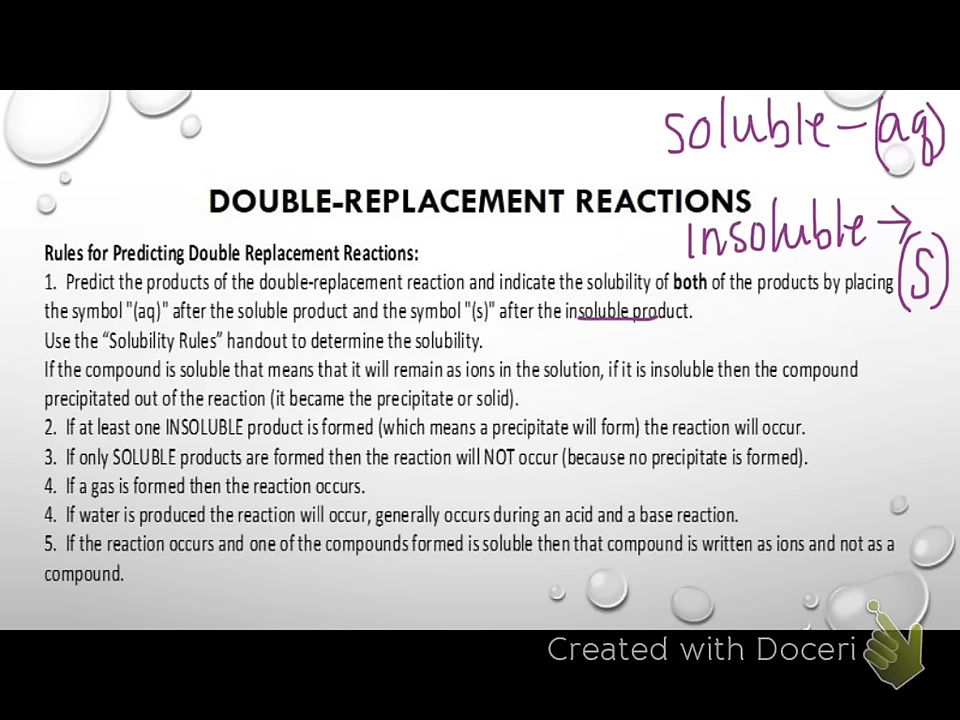 soluble – (aq)
DOUBLE-REPLACEMENT REACTIONS
insoluble → (s)
Rules for Predicting Double Replacement Reactions:
1. Predict the products of the double-replacement reaction and indicate the solubility of both of the products by placing
the symbol "(aq)" after the soluble product and the symbol "(s)" after the insoluble product.
Use the “Solubility Rules” handout to determine the solubility.
If the compound is soluble that means that it will remain as ions in the solution, if it is insoluble then the compound
precipitated out of the reaction (it became the precipitate or solid).
2. If at least one INSOLUBLE product is formed (which means a precipitate will form) the reaction will occur.
3. If only SOLUBLE products are formed then the reaction will NOT occur (because no precipitate is formed).
4. If a gas is formed then the reaction occurs.
4. If water is produced the reaction will occur, generally occurs during an acid and a base reaction.
5. If the reaction occurs and one of the compounds formed is soluble then that compound is written as ions and not as a
compound.
Created with Doceri